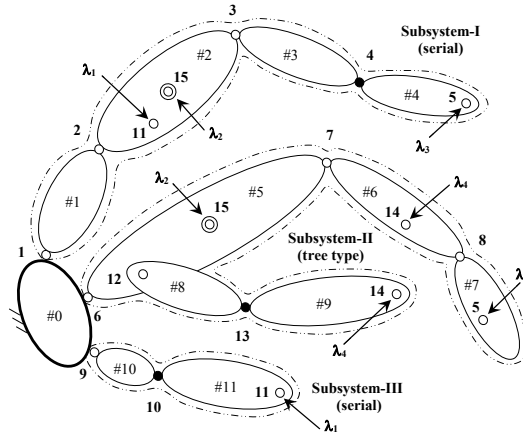 3
Subsystem-I
(serial)
#2
#3
4
λ1
15
#4
5
11
λ2
2
λ3
7
#1
λ2
#5
#6
λ4
15
14
1
Subsystem-II
(tree type)
8
12
#8
#7
#0
6
#9
14
5
λ
13
λ4
9
#10
#11
11
Subsystem-III
(serial)
10
λ1